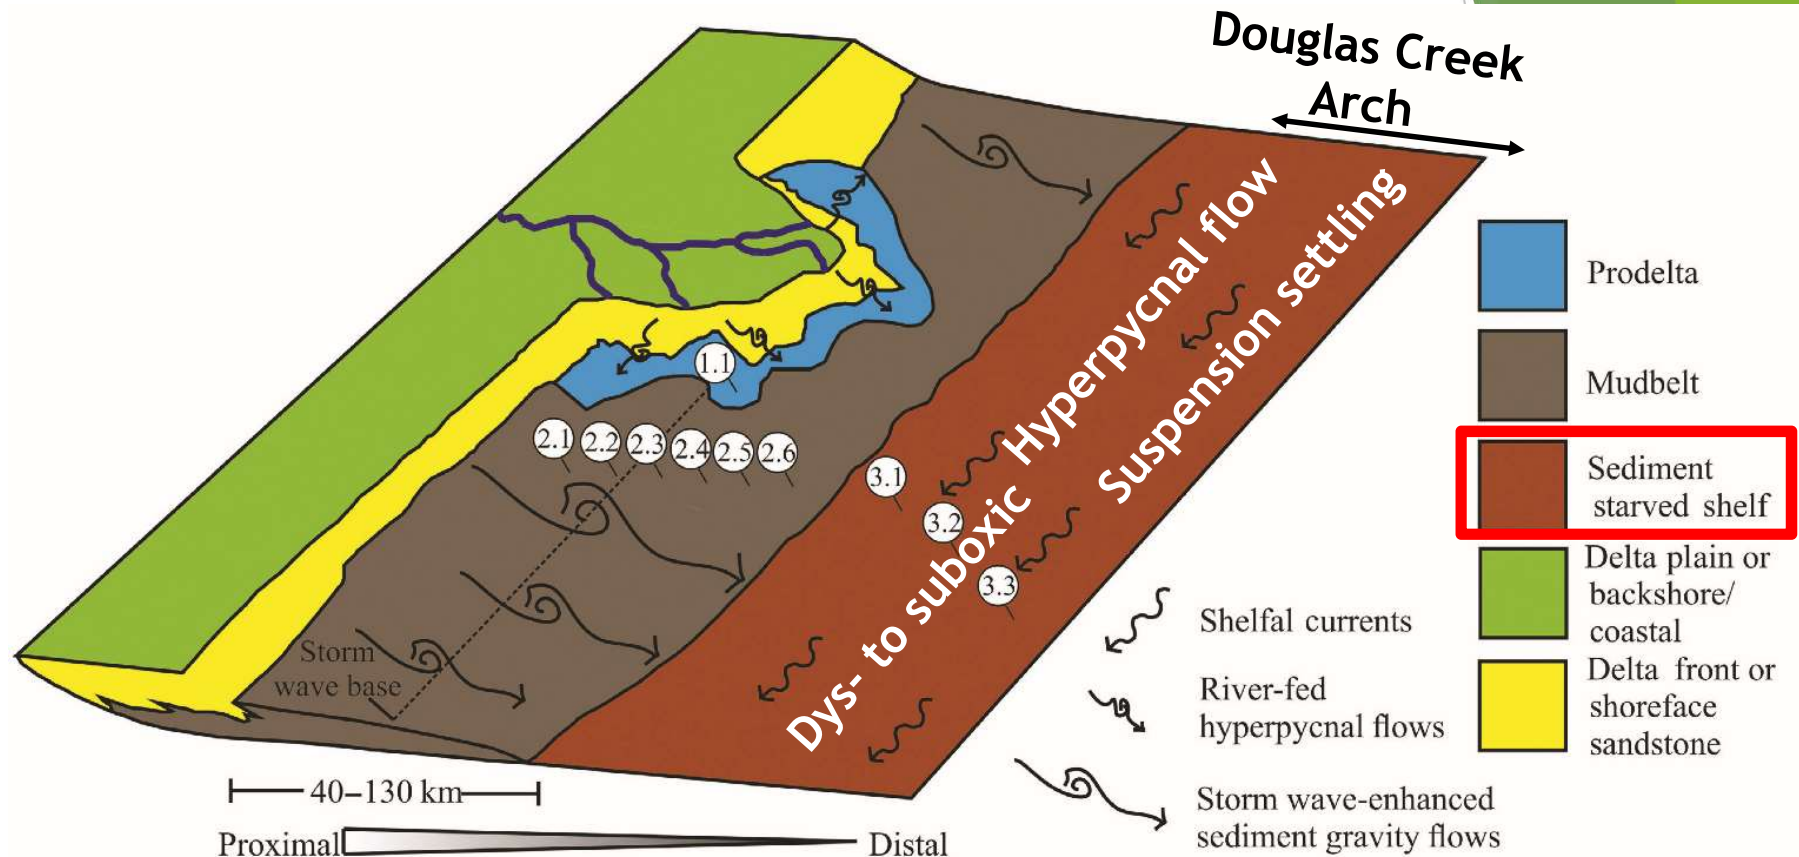 Douglas Creek
Arch
Hyperpycnal flow
Suspension settling
Dys- to suboxic
1.1
2.1
2.2
2.3
2.4
2.5
2.6
3.1
3.2
3.3
Storm
wave base
40–130 km
Proximal
Distal
Shelfal currents
River-fed
hyperpycnal flows
Storm wave-enhanced
sediment gravity flows
Prodelta
Mudbelt
Sediment
starved shelf
Delta plain or
backshore/
coastal
Delta front or
shoreface
sandstone